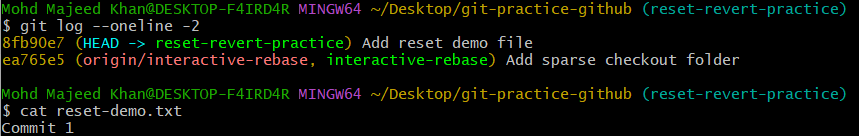 Mohd Majeed Khan@DESKTOP-F4IRD4R MINGW64 ~/Desktop/git-practice-github (reset-revert-practice)
$ git log --oneline -2
8fb90e7 (HEAD -> reset-revert-practice) Add reset demo file
ea765e5 (origin/interactive-rebase, interactive-rebase) Add sparse checkout folder
Mohd Majeed Khan@DESKTOP-F4IRD4R MINGW64 ~/Desktop/git-practice-github (reset-revert-practice)
$ cat reset-demo.txt
Commit 1